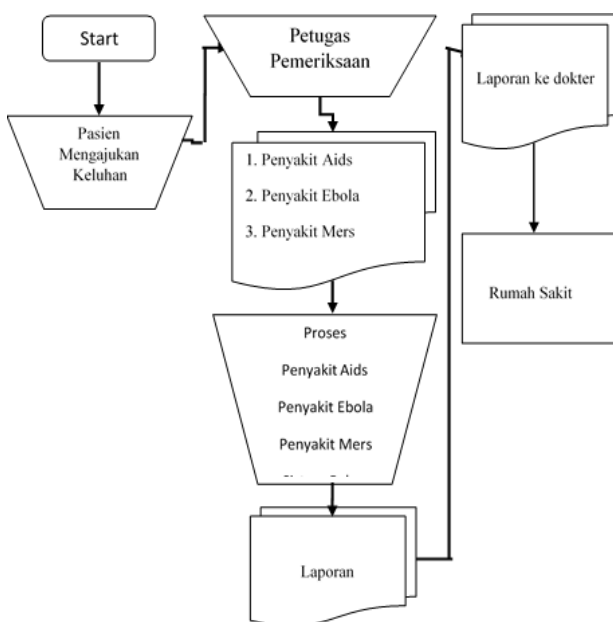 Start
Pasien
Mengajukan
Keluhan
Petugas
Pemeriksaan
1. Penyakit Aids
2. Penyakit Ebola
3. Penyakit Mers
Proses
Penyakit Aids
Penyakit Ebola
Penyakit Mers
Laporan
Laporan ke dokter
Rumah Sakit